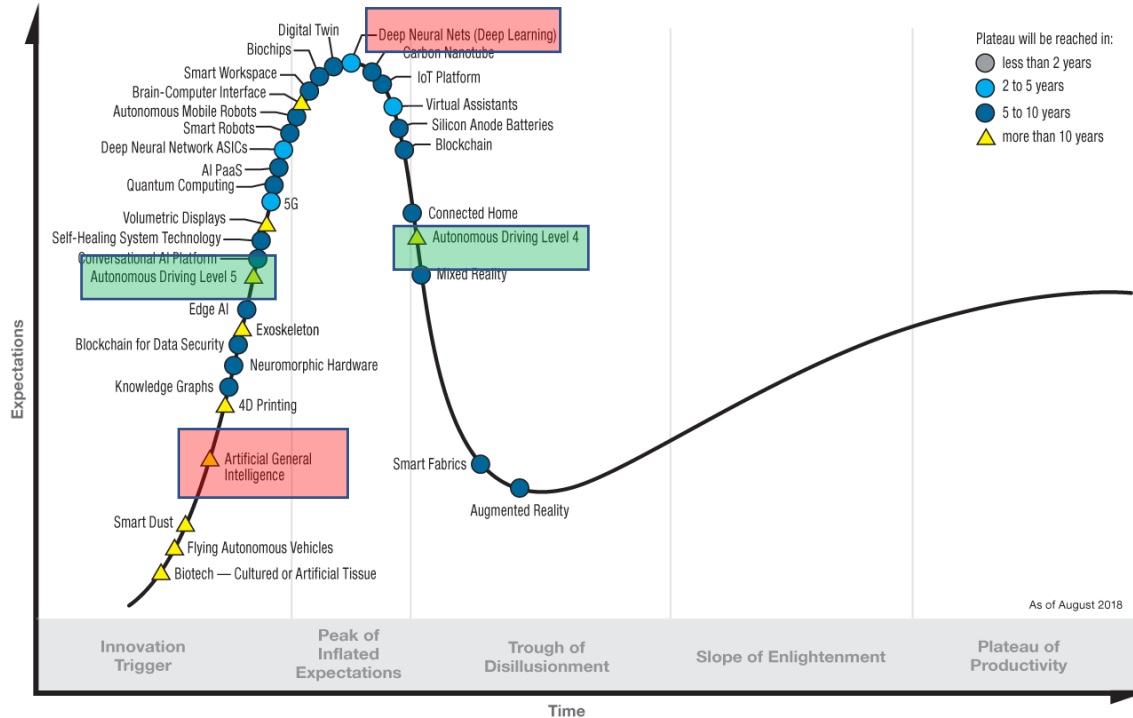 Digital Twin
Deep Neural Nets (Deep Learning)
Biochips
Carbon Nanotube
Smart Workspace
IoT Platform
Brain-Computer Interface
Virtual Assistants
Autonomous Mobile Robots
Silicon Anode Batteries
Smart Robots
Blockchain
Deep Neural Network ASICs
AI PaaS
Quantum Computing
5G
Volumetric Displays
Connected Home
Self-Healing System Technology
Autonomous Driving Level 4
Conversational AI Platform
Mixed Reality
Autonomous Driving Level 5
Edge AI
Exoskeleton
Blockchain for Data Security
Neuromorphic Hardware
Knowledge Graphs
4D Printing
Artificial General
Intelligence
Smart Fabrics
Augmented Reality
Smart Dust
Flying Autonomous Vehicles
Biotech — Cultured or Artificial Tissue
Plateau will be reached in:
less than 2 years
2 to 5 years
5 to 10 years
more than 10 years
As of August 2018
Expectations
Innovation
Trigger
Peak of
Inflated
Expectations
Trough of
Disillusionment
Slope of Enlightenment
Plateau of
Productivity
Time